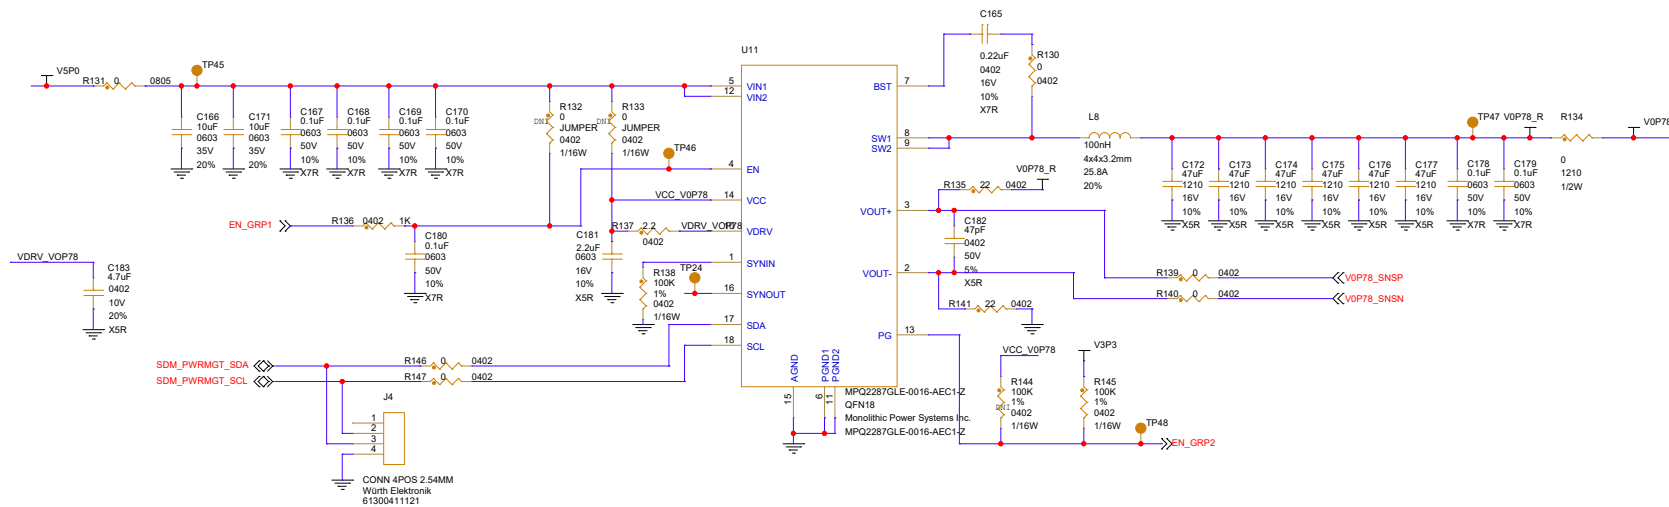 V5P0
R131 0 0805
TP45
C166
10uF
0603
35V
20%
C171
10uF
0603
35V
20%
C167
0.1uF
0603
50V
10%
X7R
C168
0.1uF
0603
50V
10%
X7R
C169
0.1uF
0603
50V
10%
X7R
C170
0.1uF
0603
50V
10%
X7R
R132
0
DNI
JUMPER
0402
1/16W
R133
0
DNI
JUMPER
0402
1/16W
TP46
EN_GRP1
R136 0402 1K
C180
0.1uF
0603
50V
10%
X7R
VCC_V0P78
R137 2.2
0402
VDRV_VOP78
C181
2.2uF
0603
16V
10%
X5R
R138
100K
1%
0402
1/16W
TP24
VDRV_VOP78
C183
4.7uF
0402
10V
20%
X5R
SDM_PWRMGT_SDA
SDM_PWRMGT_SCL
R146 0 0402
R147 0 0402
J4
1
2
3
4
CONN 4POS 2.54MM
Würth Elektronik
61300411121
U11
5 VIN1
12 VIN2
4 EN
14 VCC
VDRV
1 SYNIN
16 SYNOUT
17 SDA
18 SCL
BST 7
SW1 8
SW2 9
VOUT+ 3
VOUT- 2
PG 13
AGND 15
PGND1 6
PGND2 11
MPQ2287GLE-0016-AEC1-Z
QFN18
Monolithic Power Systems Inc.
MPQ2287GLE-0016-AEC1-Z
C165
0.22uF
0402
16V
10%
X7R
R130
0
0402
L8
100nH
4x4x3.2mm
25.8A
20%
V0P78_R
R135 22 0402
C182
47pF
0402
50V
5%
X5R
R141 22 0402
R139 0 0402
R140 0 0402
V0P78_SNSP
V0P78_SNSN
C172
47uF
1210
16V
10%
X5R
C173
47uF
1210
16V
10%
X5R
C174
47uF
1210
16V
10%
X5R
C175
47uF
1210
16V
10%
X5R
C176
47uF
1210
16V
10%
X5R
C177
47uF
1210
16V
10%
X5R
C178
0.1uF
0603
50V
10%
X7R
C179
0.1uF
0603
50V
10%
X7R
TP47
V0P78_R
R134
0
1210
1/2W
V0P78
VCC_V0P78
V3P3
R144
100K
1%
DNI
0402
1/16W
R145
100K
1%
0402
1/16W
TP48
EN_GRP2